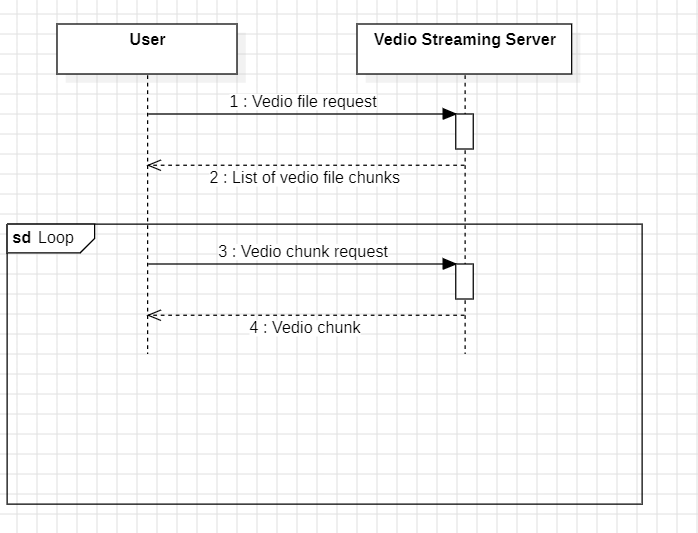 User
Vedio Streaming Server
1 : Vedio file request
2 : List of vedio file chunks
sd Loop
3 : Vedio chunk request
4 : Vedio chunk